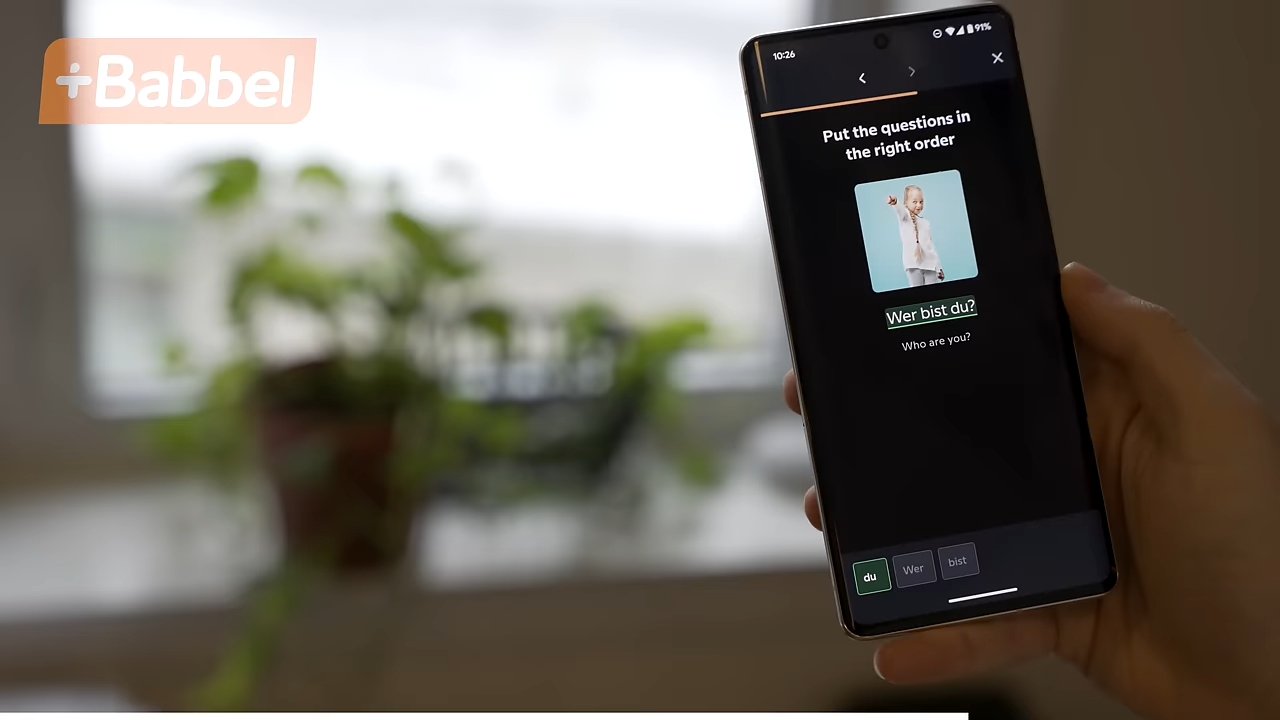 +Babbel
10:26
91%
Put the questions in
the right order
Wer bist du?
Who are you?
du
Wer
bist